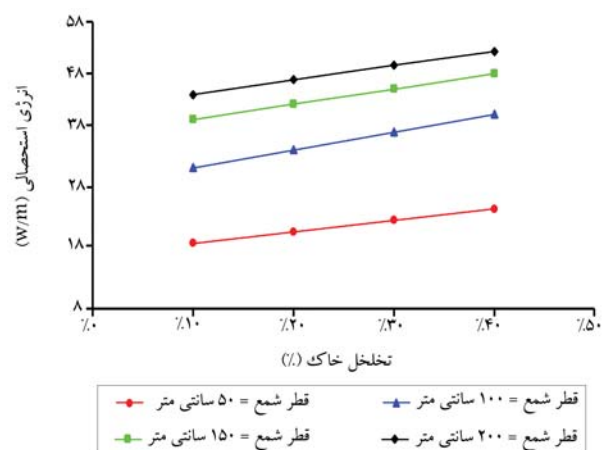 ۵۸
۴۸
۳۸
۲۸
۱۸
۸
انرژی استحصالی (W/m)
٪۰ ٪۱۰ ٪۲۰ ٪۳۰ ٪۴۰ ٪۵۰
تخلخل خاک (٪)
قطر شمع = ۵۰ سانتی متر
قطر شمع = ۱۰۰ سانتی متر
قطر شمع = ۱۵۰ سانتی متر
قطر شمع = ۲۰۰ سانتی متر